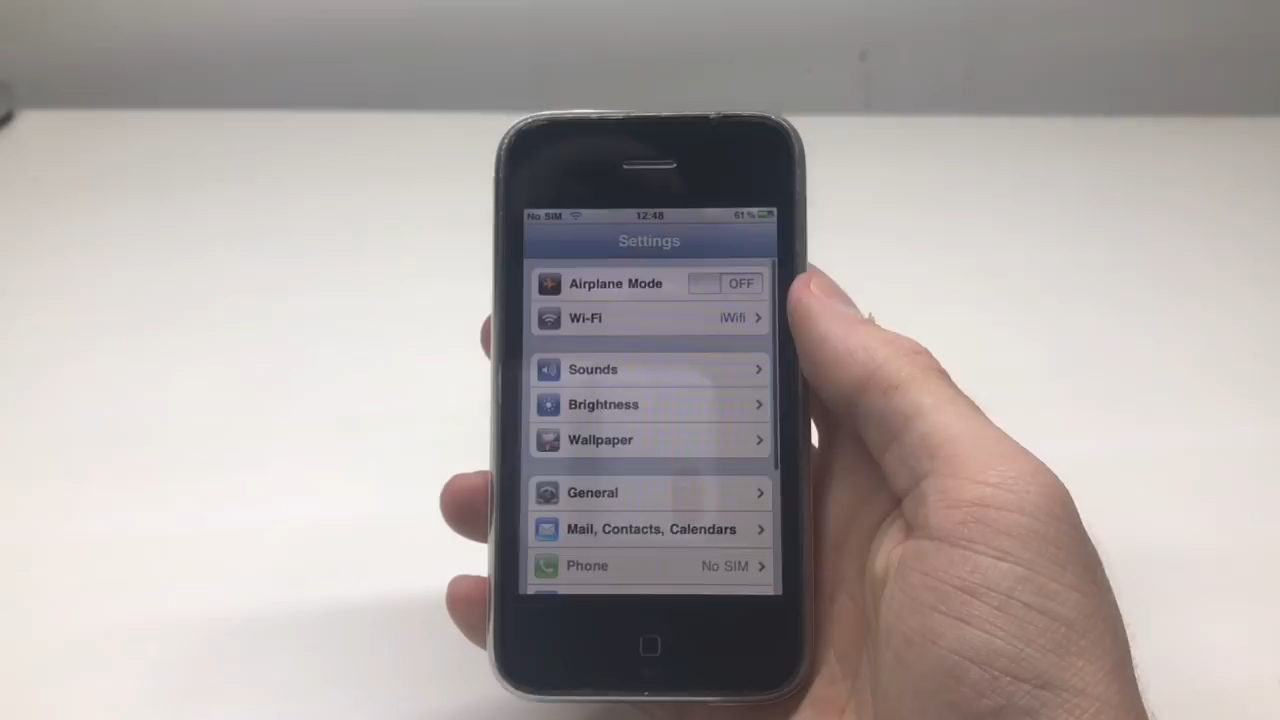 No SIM 12:48 61%
Settings
Airplane Mode OFF
Wi-Fi iWifi
Sounds
Brightness
Wallpaper
General
Mail, Contacts, Calendars
Phone No SIM